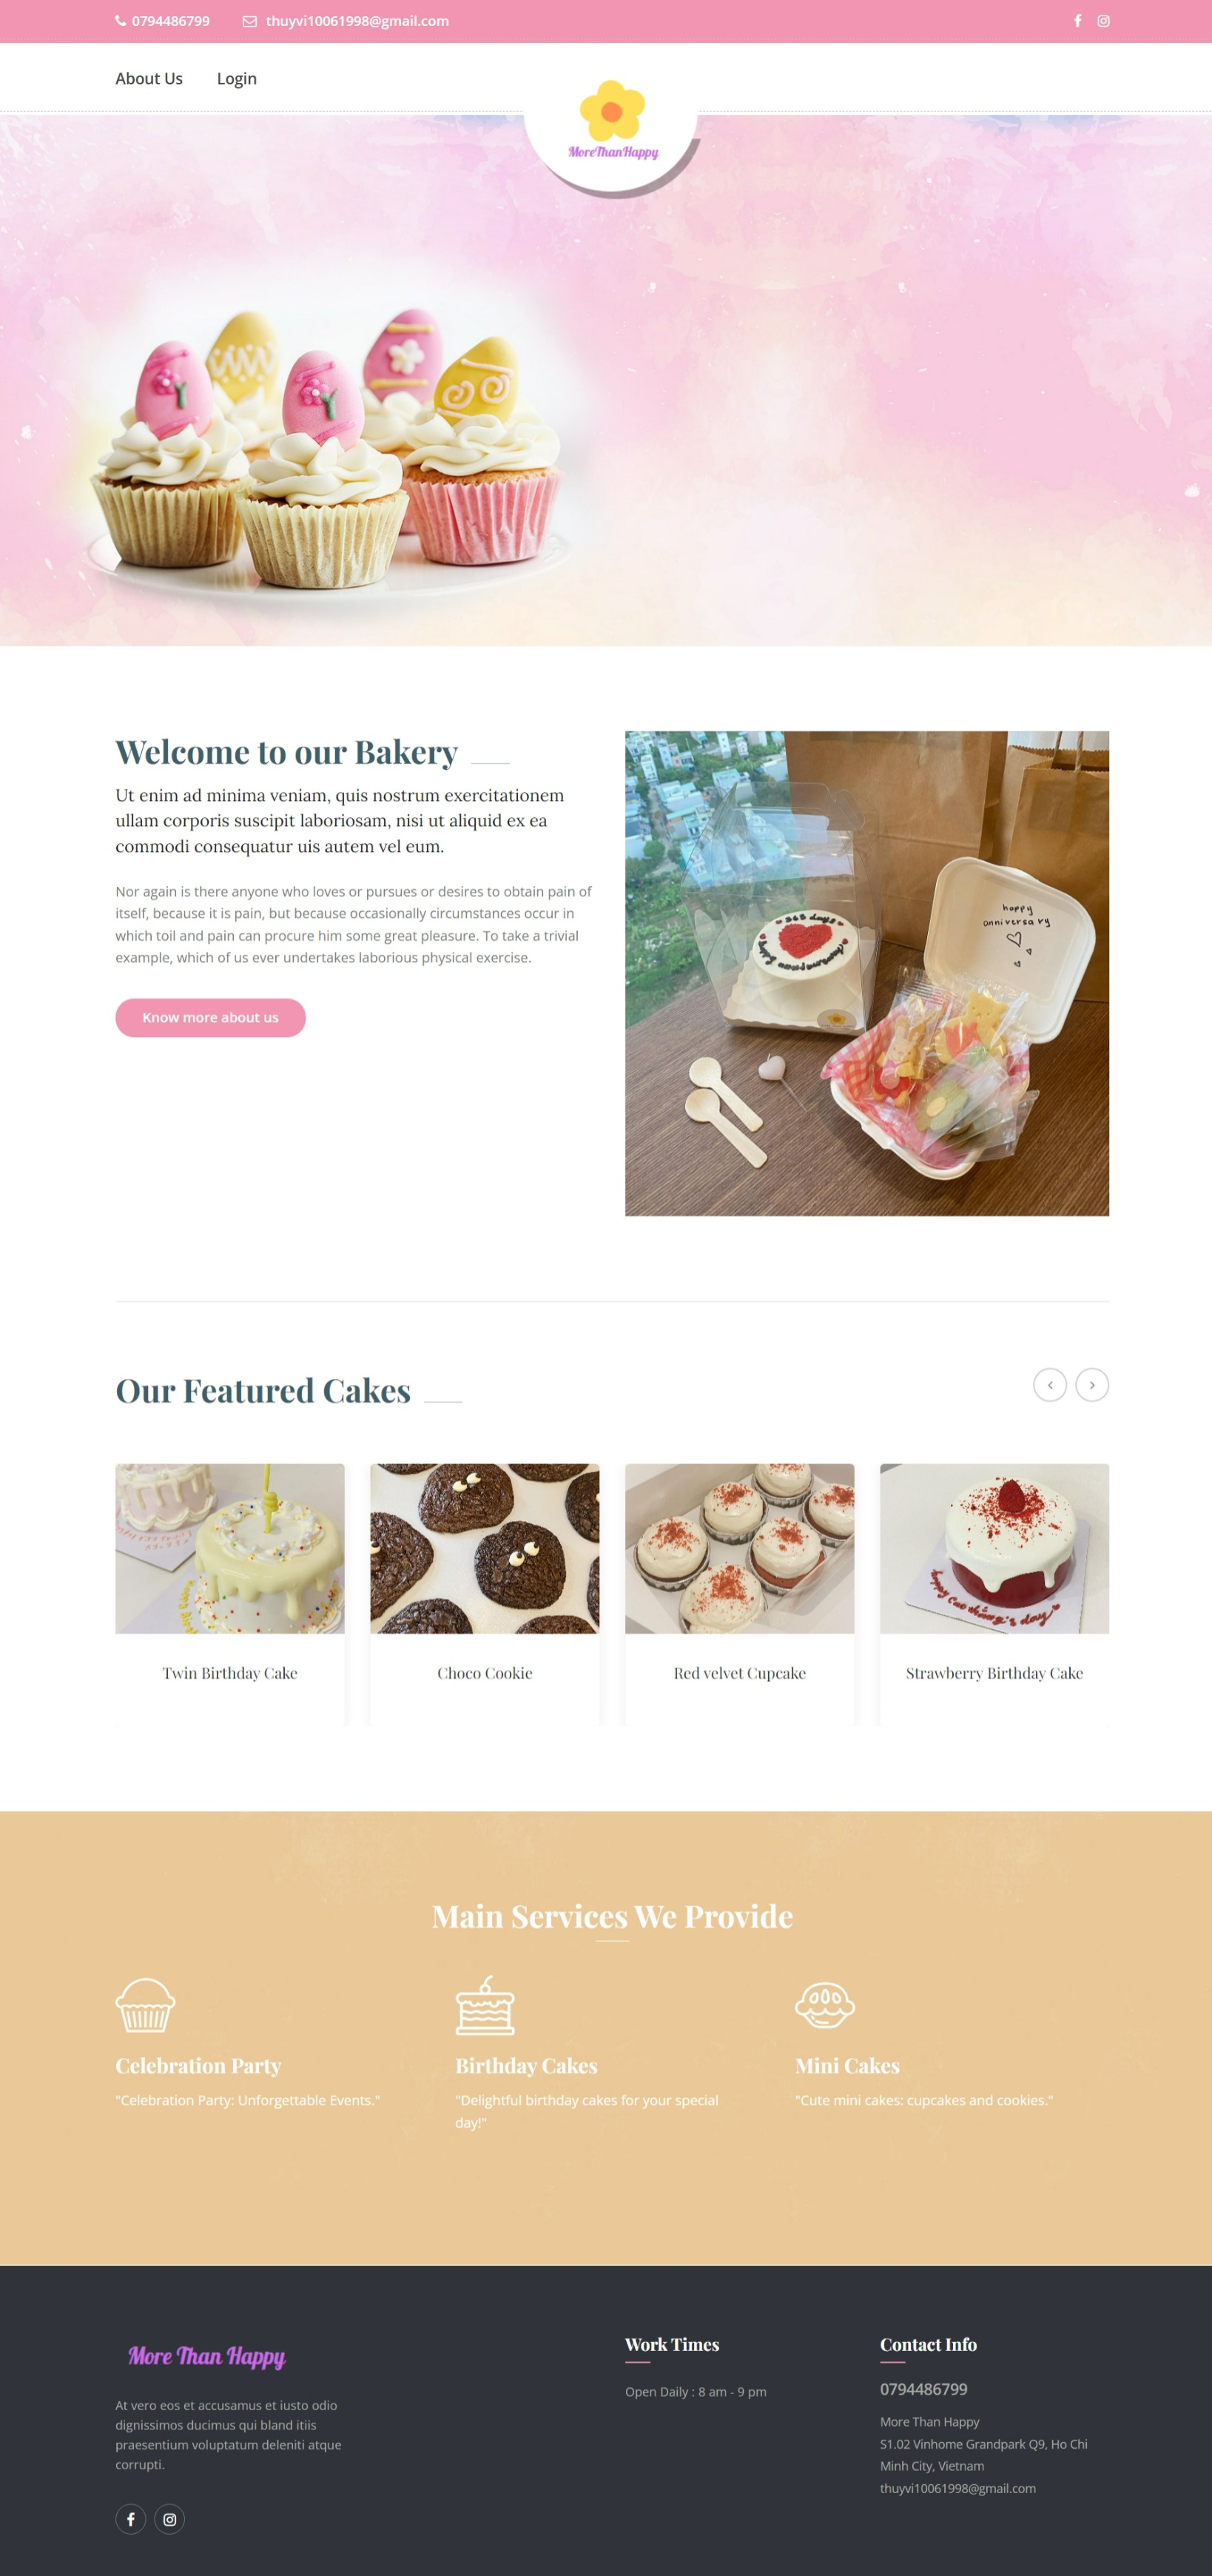 0794486799
thuyvi10061998@gmail.com
About Us
Login
MoreThanHappy
Welcome to our Bakery
Ut enim ad minima veniam, quis nostrum exercitationem
ullam corporis suscipit laboriosam, nisi ut aliquid ex ea
commodi consequatur uis autem vel eum.
Nor again is there anyone who loves or pursues or desires to obtain pain of
itself, because it is pain, but because occasionally circumstances occur in
which toil and pain can procure him some great pleasure. To take a trivial
example, which of us ever undertakes laborious physical exercise.
Know more about us
365 days
happy anniversary
happy
anniversary
Our Featured Cakes
Twin Birthday Cake
Choco Cookie
Red velvet Cupcake
Strawberry Birthday Cake
Main Services We Provide
Celebration Party
"Celebration Party: Unforgettable Events."
Birthday Cakes
"Delightful birthday cakes for your special
day!"
Mini Cakes
"Cute mini cakes: cupcakes and cookies."
More Than Happy
At vero eos et accusamus et iusto odio
dignissimos ducimus qui bland itiis
praesentium voluptatum deleniti atque
corrupti.
Work Times
Open Daily : 8 am - 9 pm
Contact Info
0794486799
More Than Happy
S1.02 Vinhome Grandpark Q9, Ho Chi
Minh City, Vietnam
thuyvi10061998@gmail.com